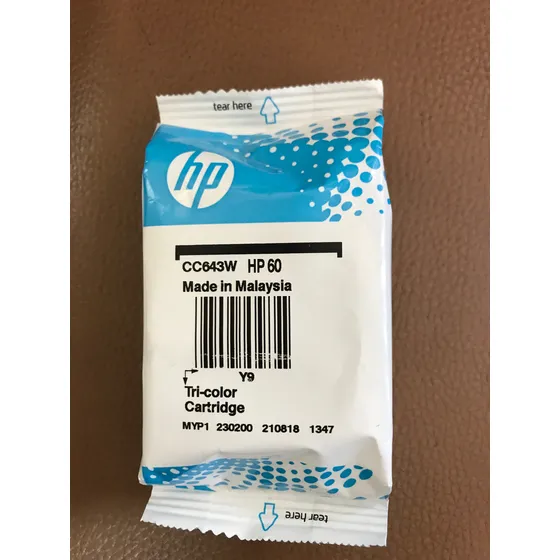 tear here
hp
CC643W HP 60
Made in Malaysia
Y9
Tri-color
Cartridge
MYP1 230200 210818 1347
tear here